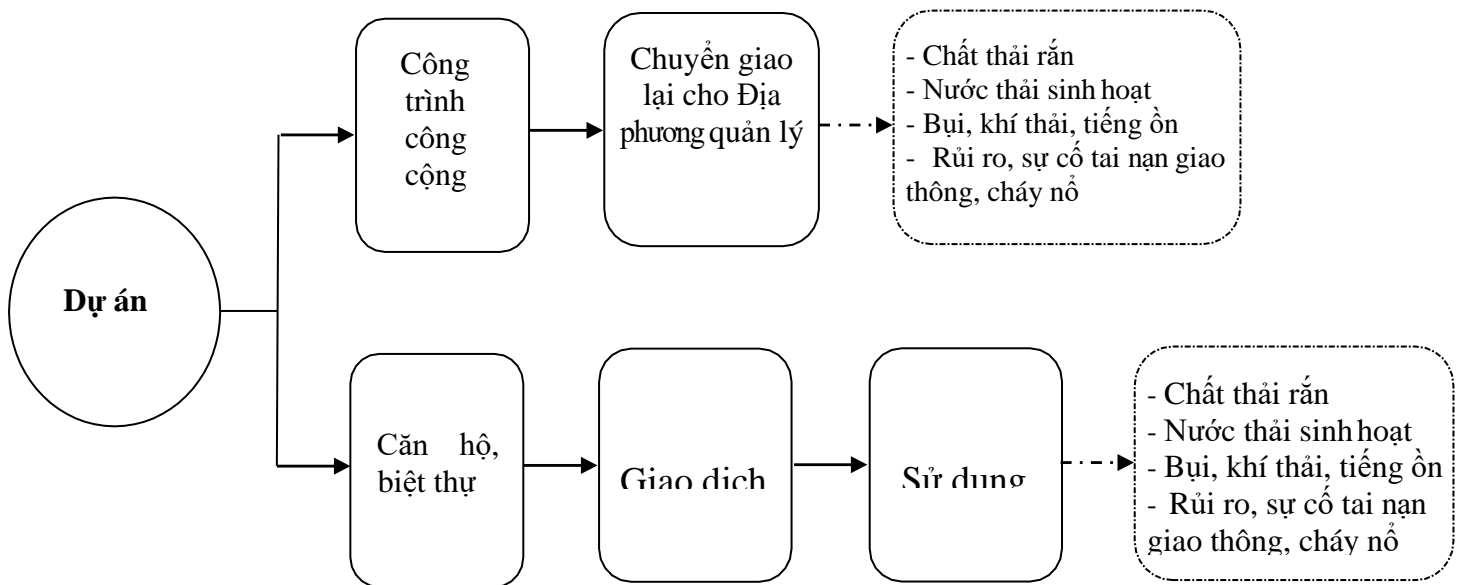 Công
trình
công
cộng
Chuyển giao
lại cho Địa
phương quản lý
- Chất thải rắn
- Nước thải sinh hoạt
- Bụi, khí thải, tiếng ồn
- Rủi ro, sự cố tai nạn giao
thông, cháy nổ
Dự án
Căn hộ,
biệt thự
Giao dịch
Sử dụng
- Chất thải rắn
- Nước thải sinh hoạt
- Bụi, khí thải, tiếng ồn
- Rủi ro, sự cố tai nạn
giao thông, cháy nổ